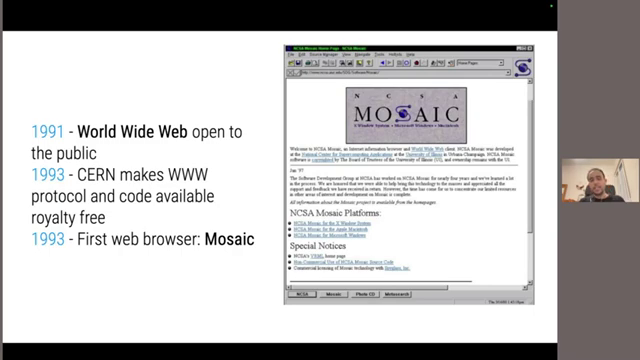 1991 - World Wide Web open to
the public
1993 - CERN makes WWW
protocol and code available
royalty free
1993 - First web browser: Mosaic
NCSA Mosaic Home Page - NCSA Mosaic
N C S A
MOSAIC
X Window System • Microsoft Windows • Macintosh
Welcome to NCSA Mosaic, an Internet information browser and World Wide Web client. NCSA Mosaic was developed
at the National Center for Supercomputing Applications at the University of Illinois in Urbana-Champaign. NCSA Mosaic
software is copyrighted by The Board of Trustees of the University of Illinois (UI), and ownership remains with the UI.
Jan '97
The Software Development Group at NCSA has worked on NCSA Mosaic for nearly four years and we've learned a lot
in the process. We are honored that we were able to help bring this technology to the masses and appreciated all the
support and feedback we have received in return. However, the time has come for us to concentrate our limited resources
in other areas of interest and development on Mosaic is complete.
All information about the Mosaic project is available from the homepages.
NCSA Mosaic Platforms:
NCSA Mosaic for the X Window System
NCSA Mosaic for the Apple Macintosh
NCSA Mosaic for Microsoft Windows
Special Notices
NCSA's VRML home page
Non-Commercial Use of NCSA Mosaic Source Code
Commercial licensing of Mosaic technology with
NCSA Mosaic Photo CD Metasearch